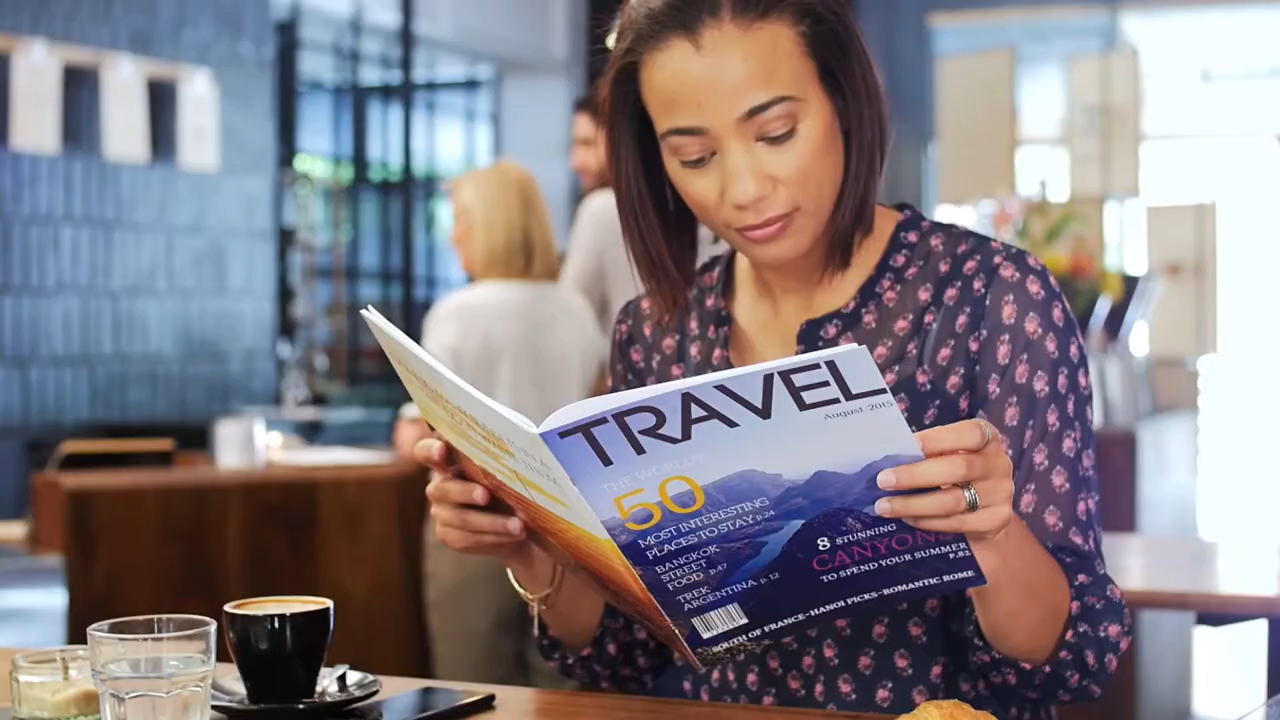 TRAVEL
August 2015
THE WORLD'S
50
MOST INTERESTING
PLACES TO STAY p.24
BANGKOK
STREET
FOOD p.47
TREK
ARGENTINA p.12
8 STUNNING
CANYONS
TO SPEND YOUR SUMMER
P.82
SOUTH OF FRANCE-HANOI PICKS-ROMANTIC ROME